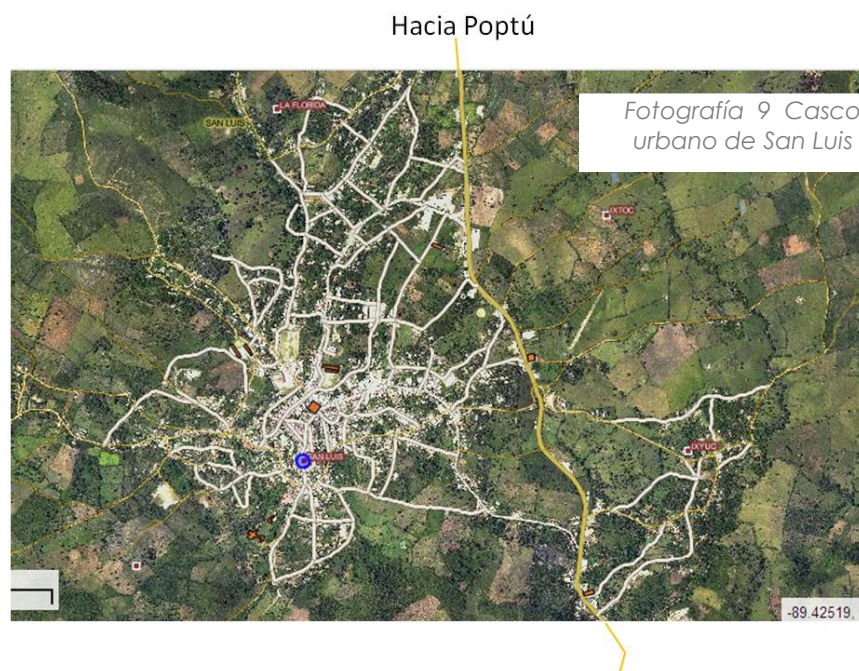 Hacia Poptú
Fotografía 9 Casco
urbano de San Luis
LA FLORIDA
SAN LUIS
IXTOC
IXYUC
SAN LUIS
-89.42519,